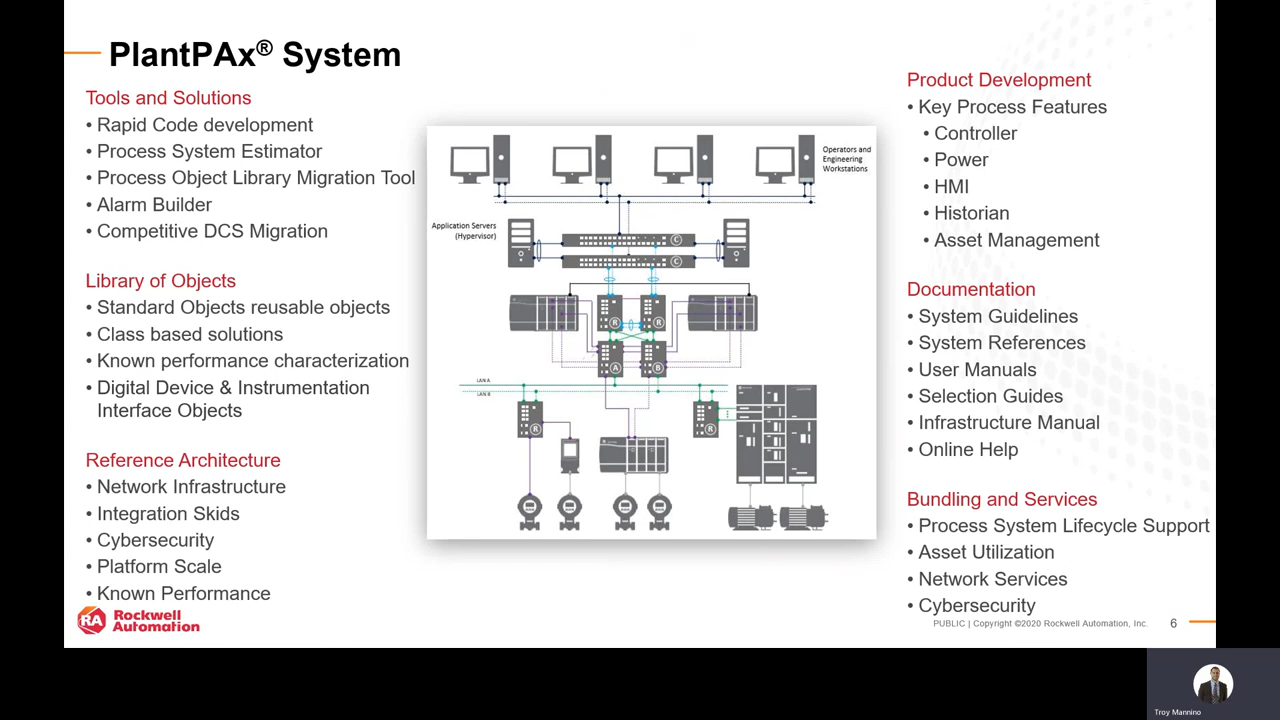 PlantPAx® System
Tools and Solutions
• Rapid Code development
• Process System Estimator
• Process Object Library Migration Tool
• Alarm Builder
• Competitive DCS Migration
Library of Objects
• Standard Objects reusable objects
• Class based solutions
• Known performance characterization
• Digital Device & Instrumentation
Interface Objects
Reference Architecture
• Network Infrastructure
• Integration Skids
• Cybersecurity
• Platform Scale
• Known Performance
RA Rockwell
Automation
Operators and
Engineering
Workstations
Application Servers
(Hypervisor)
C
C
R
R
A
B
LAN A
LAN B
R
R
Product Development
• Key Process Features
• Controller
• Power
• HMI
• Historian
• Asset Management
Documentation
• System Guidelines
• System References
• User Manuals
• Selection Guides
• Infrastructure Manual
• Online Help
Bundling and Services
• Process System Lifecycle Support
• Asset Utilization
• Network Services
• Cybersecurity
PUBLIC | Copyright ©2020 Rockwell Automation, Inc. 6
Troy Mannino